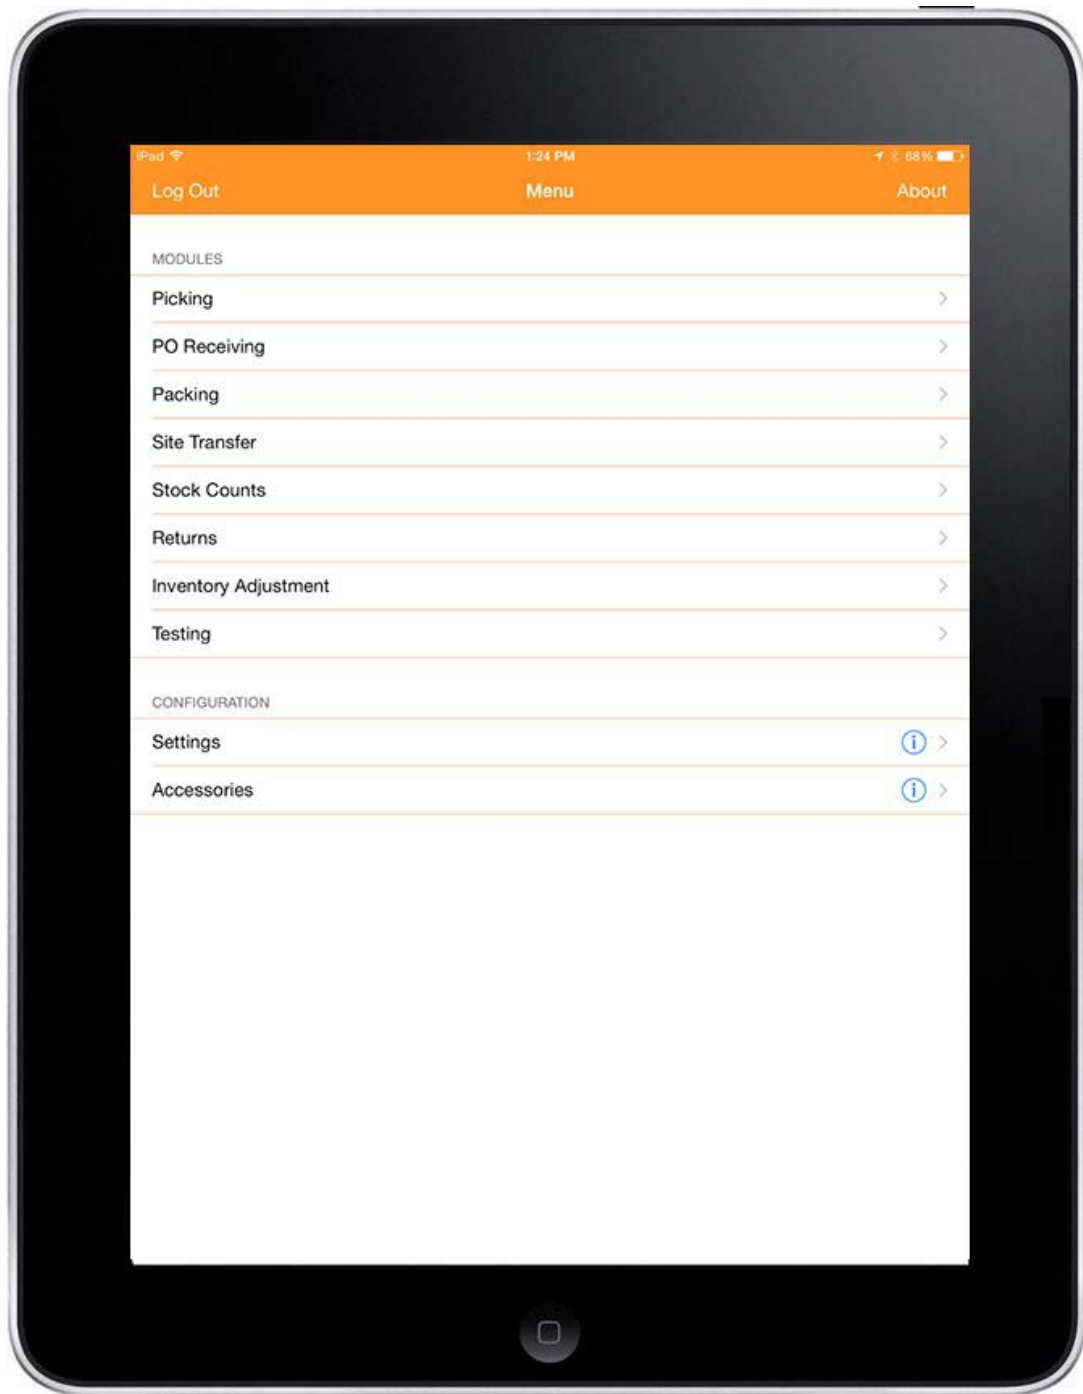 iPad 1:24 PM 68%
Log Out Menu About
MODULES
Picking
PO Receiving
Packing
Site Transfer
Stock Counts
Returns
Inventory Adjustment
Testing
CONFIGURATION
Settings
Accessories